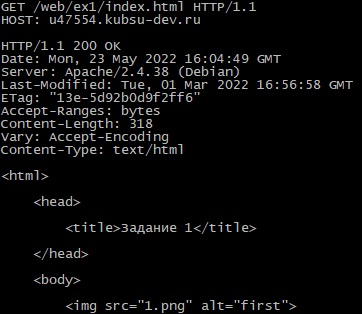 GET /web/ex1/index.html HTTP/1.1
HOST: u47554.kubsu-dev.ru
HTTP/1.1 200 OK
Date: Mon, 23 May 2022 16:04:49 GMT
Server: Apache/2.4.38 (Debian)
Last-Modified: Tue, 01 Mar 2022 16:56:58 GMT
ETag: "13e-5d92b0d9f2ff6"
Accept-Ranges: bytes
Content-Length: 318
Vary: Accept-Encoding
Content-Type: text/html
<html>
<head>
<title>Задание 1</title>
</head>
<body>
<img src="1.png" alt="first">